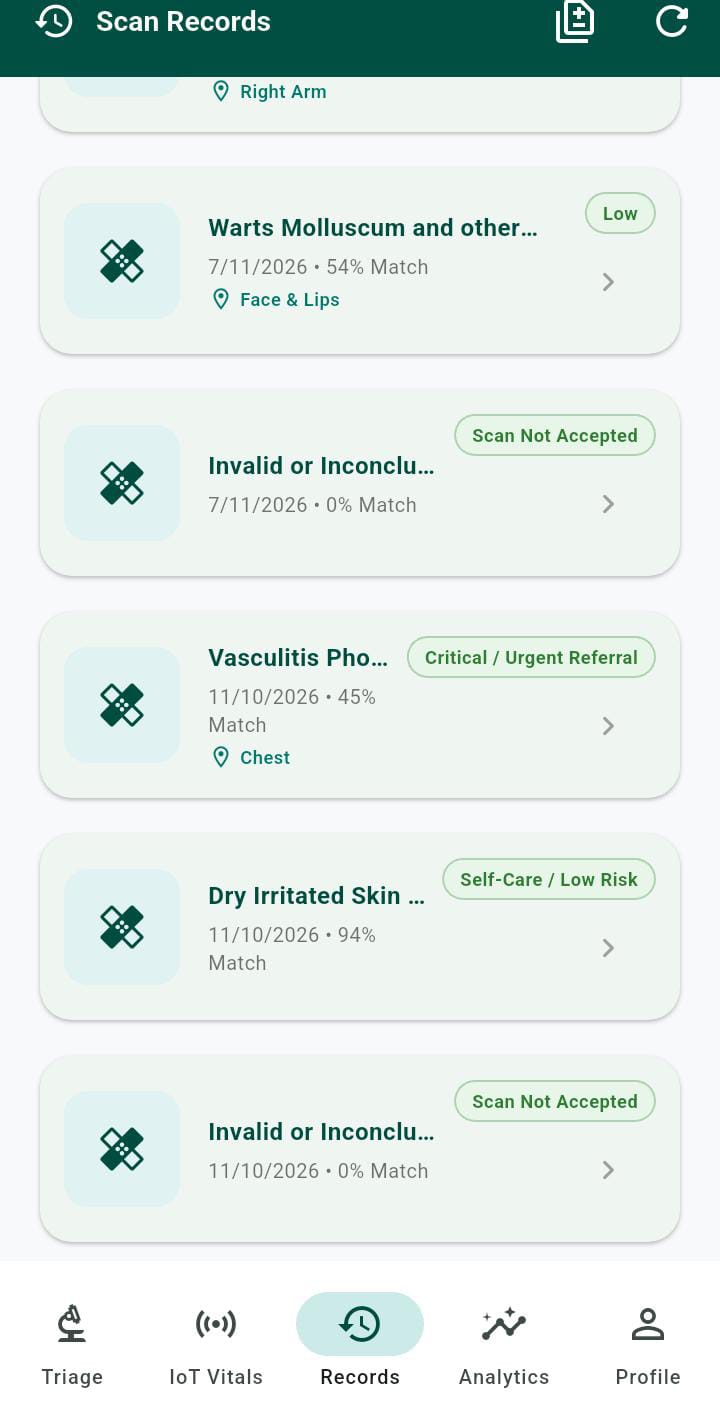 Scan Records
Right Arm
Warts Molluscum and other…
Low
7/11/2026 • 54% Match
Face & Lips
Scan Not Accepted
Invalid or Inconclu…
7/11/2026 • 0% Match
Vasculitis Pho…
Critical / Urgent Referral
11/10/2026 • 45%
Match
Chest
Self-Care / Low Risk
Dry Irritated Skin …
11/10/2026 • 94%
Match
Scan Not Accepted
Invalid or Inconclu…
11/10/2026 • 0% Match
Triage
IoT Vitals
Records
Analytics
Profile